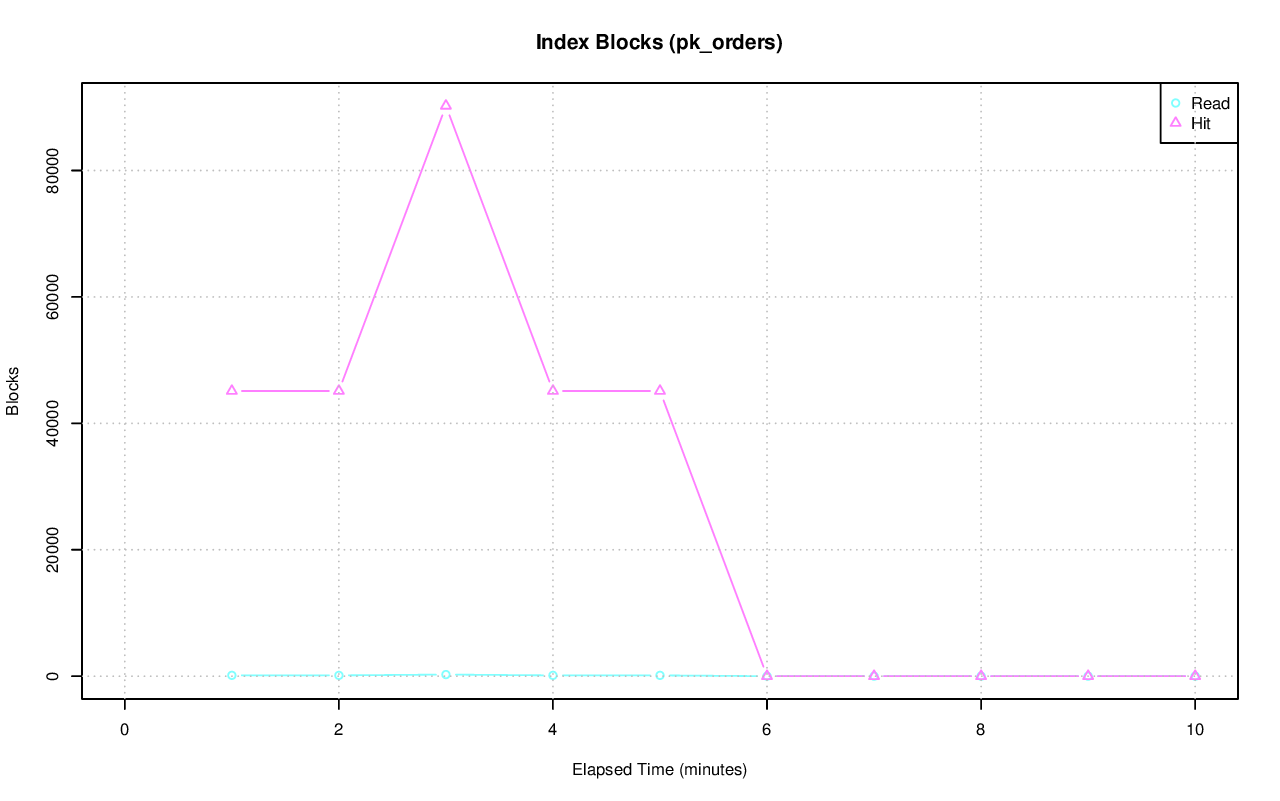 Index Blocks (pk_orders)
Read
Hit
Blocks
80000
60000
40000
20000
0
0 2 4 6 8 10
Elapsed Time (minutes)